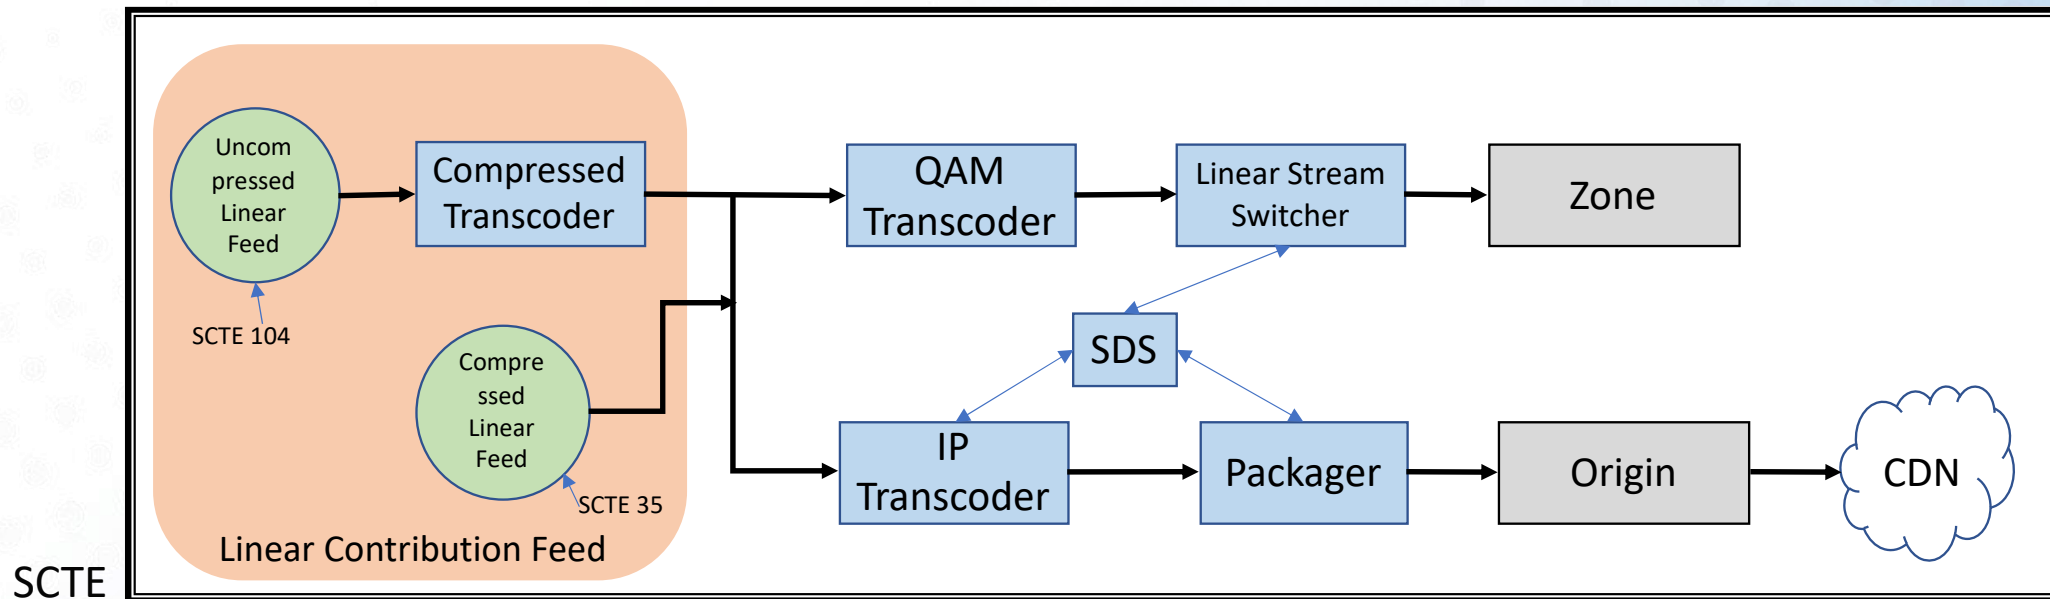 Uncom
pressed
Linear
Feed
SCTE 104
Compressed
Transcoder
Compre
ssed
Linear
Feed
SCTE 35
Linear Contribution Feed
QAM
Transcoder
Linear Stream
Switcher
Zone
SDS
IP
Transcoder
Packager
Origin
CDN
SCTE